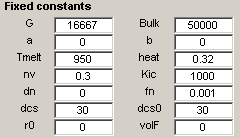 Fixed constants
G 16667 Bulk 50000
a 0 b 0
Tmelt 950 heat 0.32
nv 0.3 Kic 1000
dn 0 fn 0.001
dcs 30 dcs0 30
r0 0 volF 0